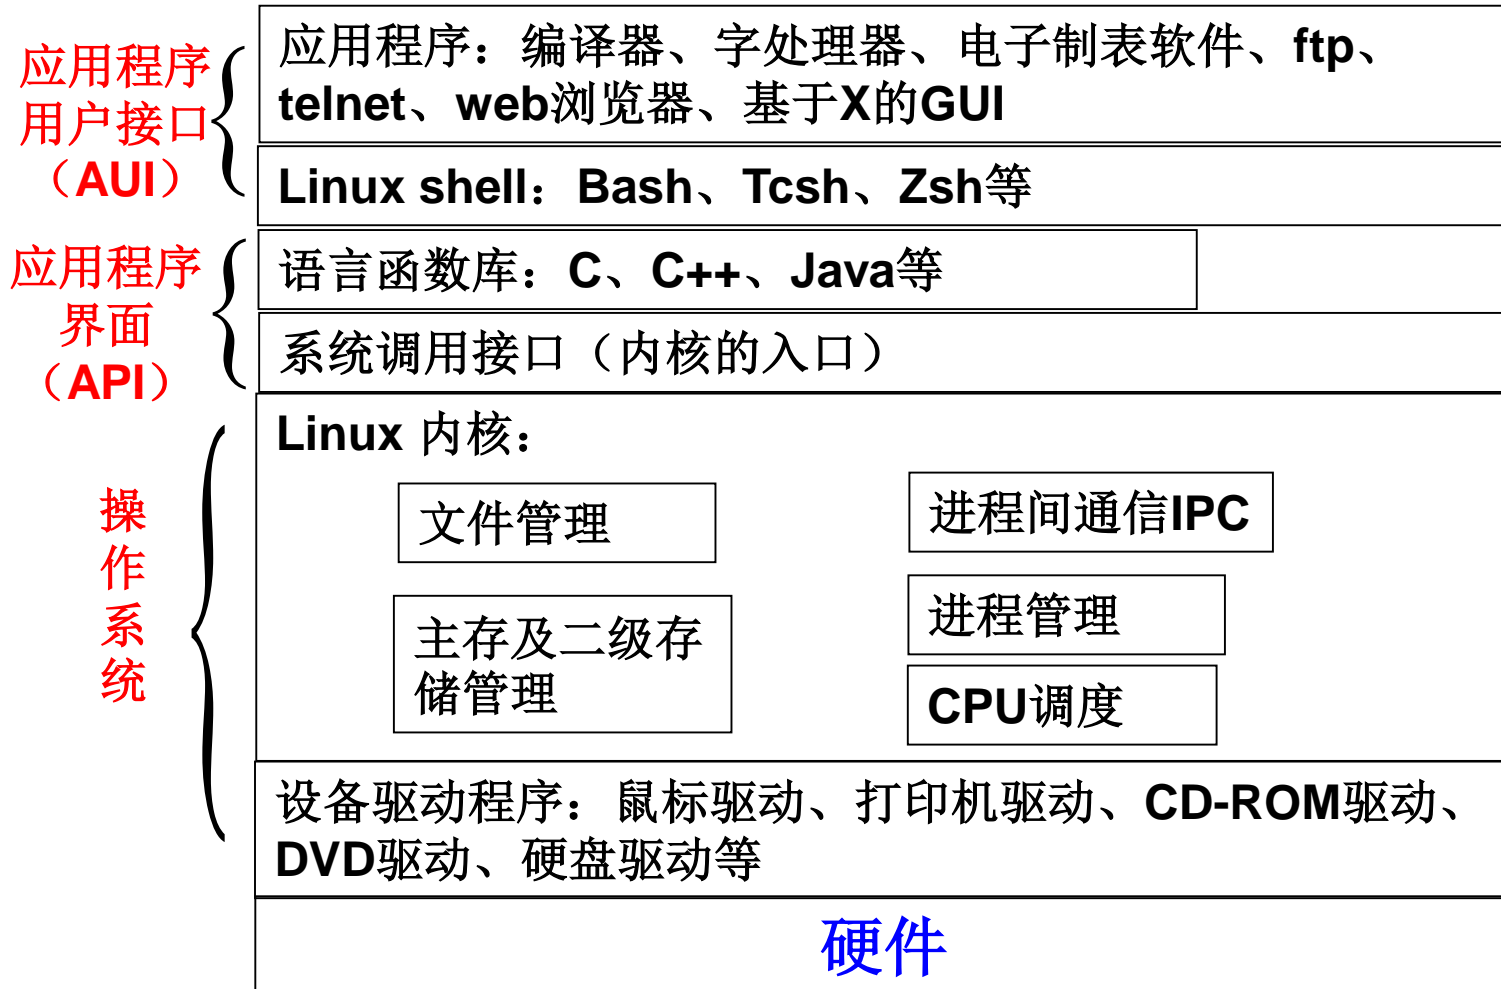 应用程序
用户接口
（AUI）
应用程序：编译器、字处理器、电子制表软件、ftp、
telnet、web浏览器、基于X的GUI
Linux shell：Bash、Tcsh、Zsh等
应用程序
界面
（API）
语言函数库：C、C++、Java等
系统调用接口（内核的入口）
操
作
系
统
Linux 内核：
文件管理
进程间通信IPC
主存及二级存
储管理
进程管理
CPU调度
设备驱动程序：鼠标驱动、打印机驱动、CD-ROM驱动、
DVD驱动、硬盘驱动等
硬件